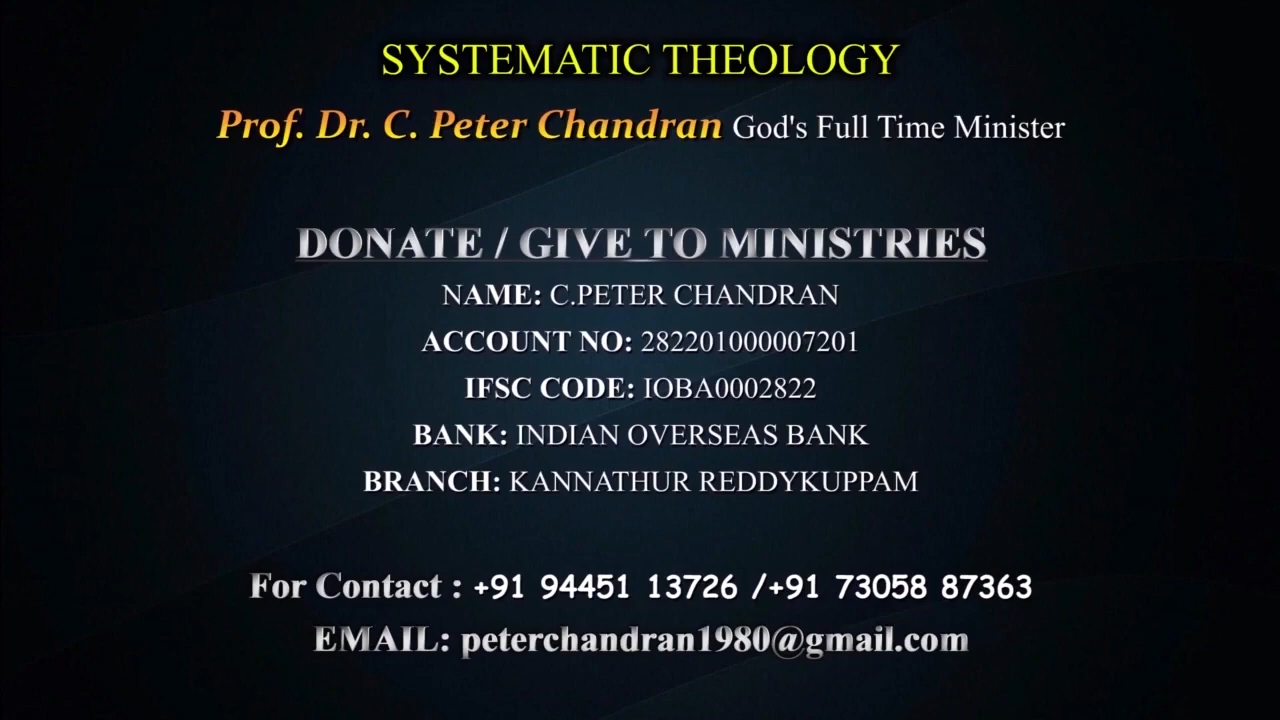 SYSTEMATIC THEOLOGY
Prof. Dr. C. Peter Chandran God's Full Time Minister
DONATE / GIVE TO MINISTRIES
NAME: C.PETER CHANDRAN
ACCOUNT NO: 282201000007201
IFSC CODE: IOBA0002822
BANK: INDIAN OVERSEAS BANK
BRANCH: KANNATHUR REDDYKUPPAM
For Contact : +91 94451 13726 /+91 73058 87363
EMAIL: peterchandran1980@gmail.com